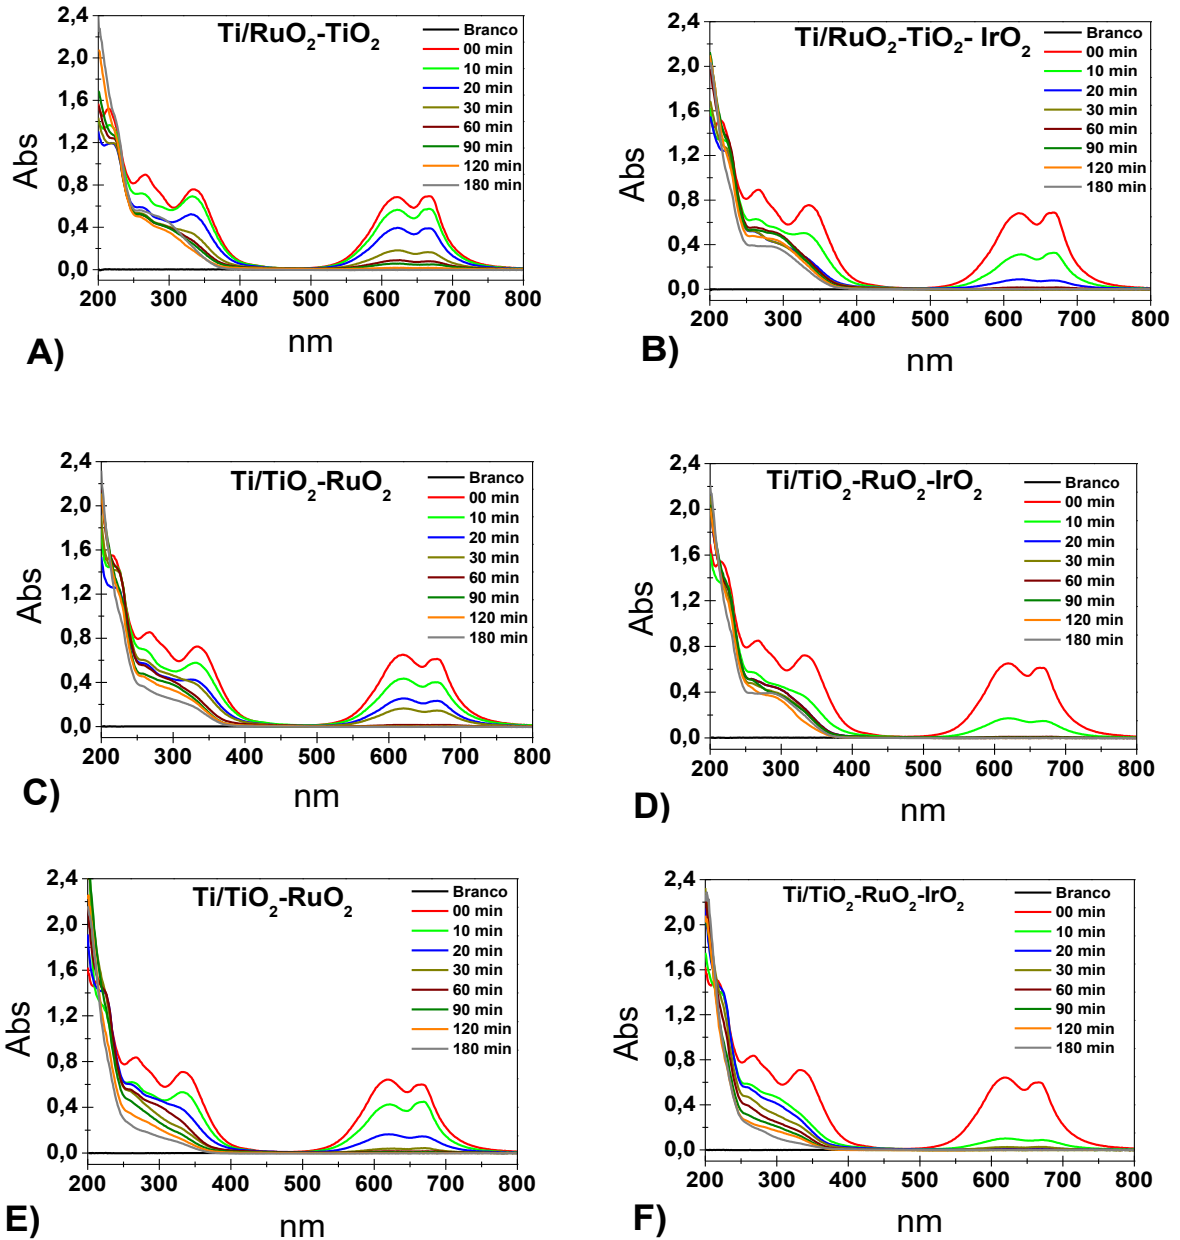 Ti/RuO2-TiO2
Abs
2,4
2,0
1,6
1,2
0,8
0,4
0,0
200 300 400 500 600 700 800
nm
Branco
00 min
10 min
20 min
30 min
60 min
90 min
120 min
180 min
A)
Ti/RuO2-TiO2- IrO2
Abs
2,4
2,0
1,6
1,2
0,8
0,4
0,0
200 300 400 500 600 700 800
nm
Branco
00 min
10 min
20 min
30 min
60 min
90 min
120 min
180 min
B)
Ti/TiO2-RuO2
Abs
2,4
2,0
1,6
1,2
0,8
0,4
0,0
200 300 400 500 600 700 800
nm
Branco
00 min
10 min
20 min
30 min
60 min
90 min
120 min
180 min
C)
Ti/TiO2-RuO2-IrO2
Abs
2,4
2,0
1,6
1,2
0,8
0,4
0,0
200 300 400 500 600 700 800
nm
Branco
00 min
10 min
20 min
30 min
60 min
90 min
120 min
180 min
D)
Ti/TiO2-RuO2
Abs
2,4
2,0
1,6
1,2
0,8
0,4
0,0
200 300 400 500 600 700 800
nm
Branco
00 min
10 min
20 min
30 min
60 min
90 min
120 min
180 min
E)
Ti/TiO2-RuO2-IrO2
Abs
2,4
2,0
1,6
1,2
0,8
0,4
0,0
200 300 400 500 600 700 800
nm
Branco
00 min
10 min
20 min
30 min
60 min
90 min
120 min
180 min
F)